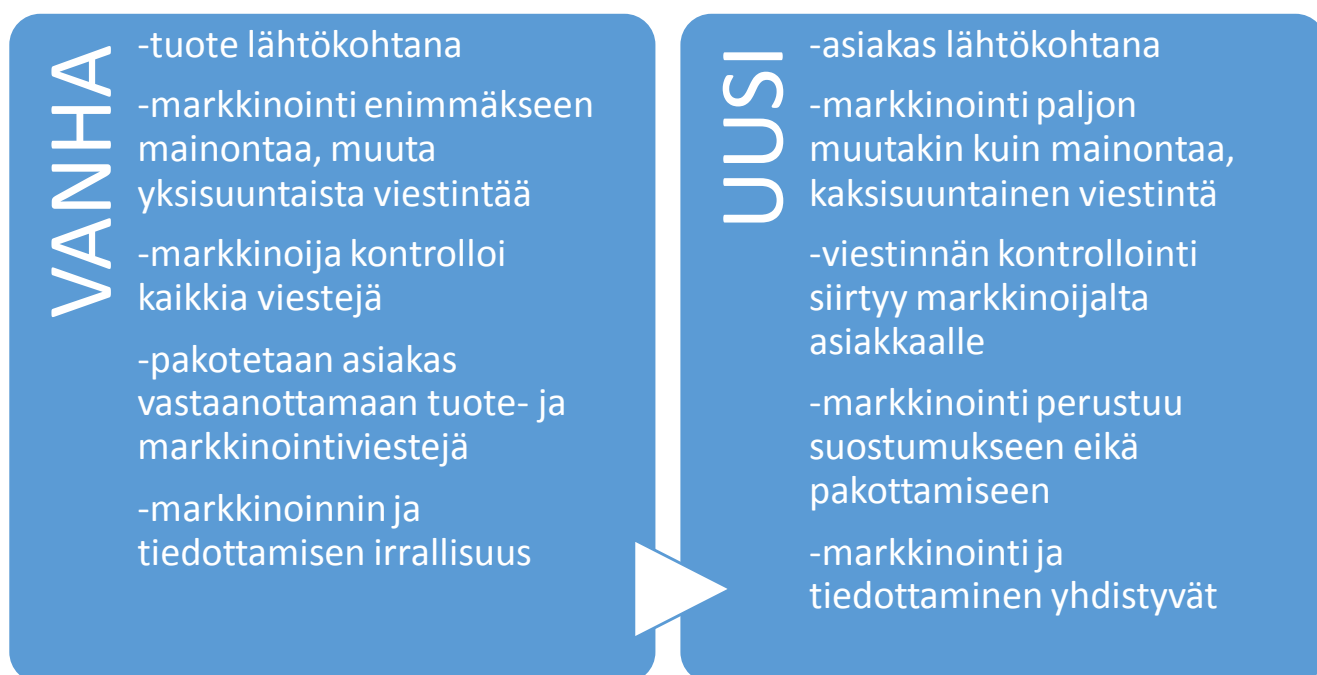 VANHA
-tuote lähtökohtana
-markkinointi enimmäkseen
mainontaa, muuta
yksisuuntaista viestintää
-markkinoija kontrolloi
kaikkia viestejä
-pakotetaan asiakas
vastaanottamaan tuote- ja
markkinointiviestejä
-markkinoinnin ja
tiedottamisen irrallisuus
UUSI
-asiakas lähtökohtana
-markkinointi paljon
muutakin kuin mainontaa,
kaksisuuntainen viestintä
-viestinnän kontrollointi
siirtyy markkinoijalta
asiakkaalle
-markkinointi perustuu
suostumukseen eikä
pakottamiseen
-markkinointi ja
tiedottaminen yhdistyvät